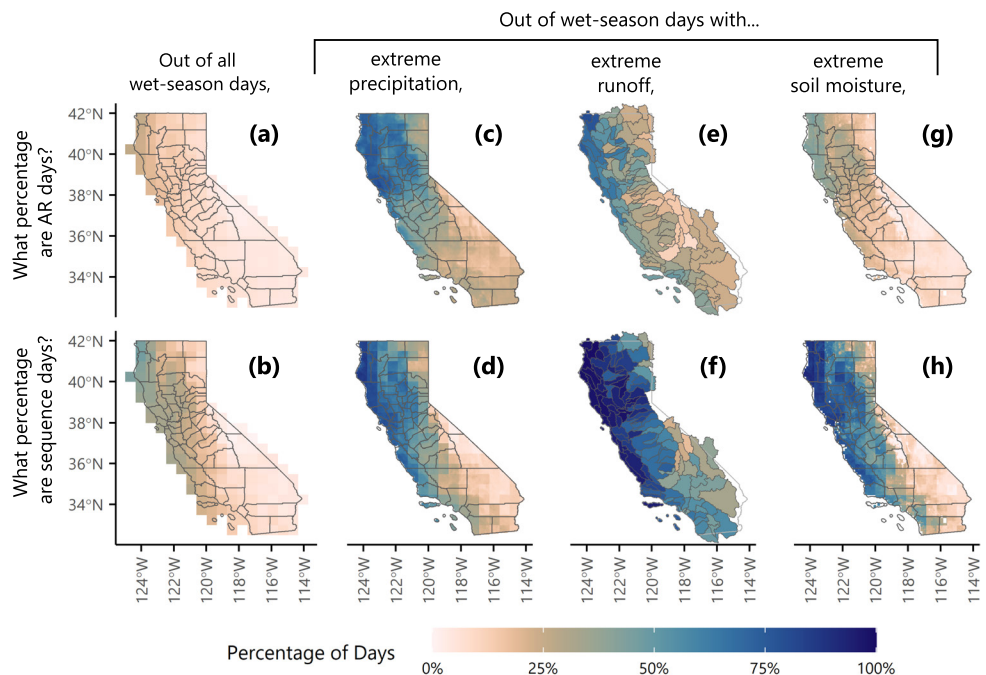 Out of wet-season days with...
Out of all
wet-season days,
extreme
precipitation,
extreme
runoff,
extreme
soil moisture,
What percentage
are AR days?
42°N
40°N
38°N
36°N
34°N
(a)
(c)
(e)
(g)
What percentage
are sequence days?
42°N
40°N
38°N
36°N
34°N
(b)
(d)
(f)
(h)
124°W
122°W
120°W
118°W
116°W
114°W
124°W
122°W
120°W
118°W
116°W
114°W
124°W
122°W
120°W
118°W
116°W
114°W
124°W
122°W
120°W
118°W
116°W
114°W
Percentage of Days
0%
25%
50%
75%
100%